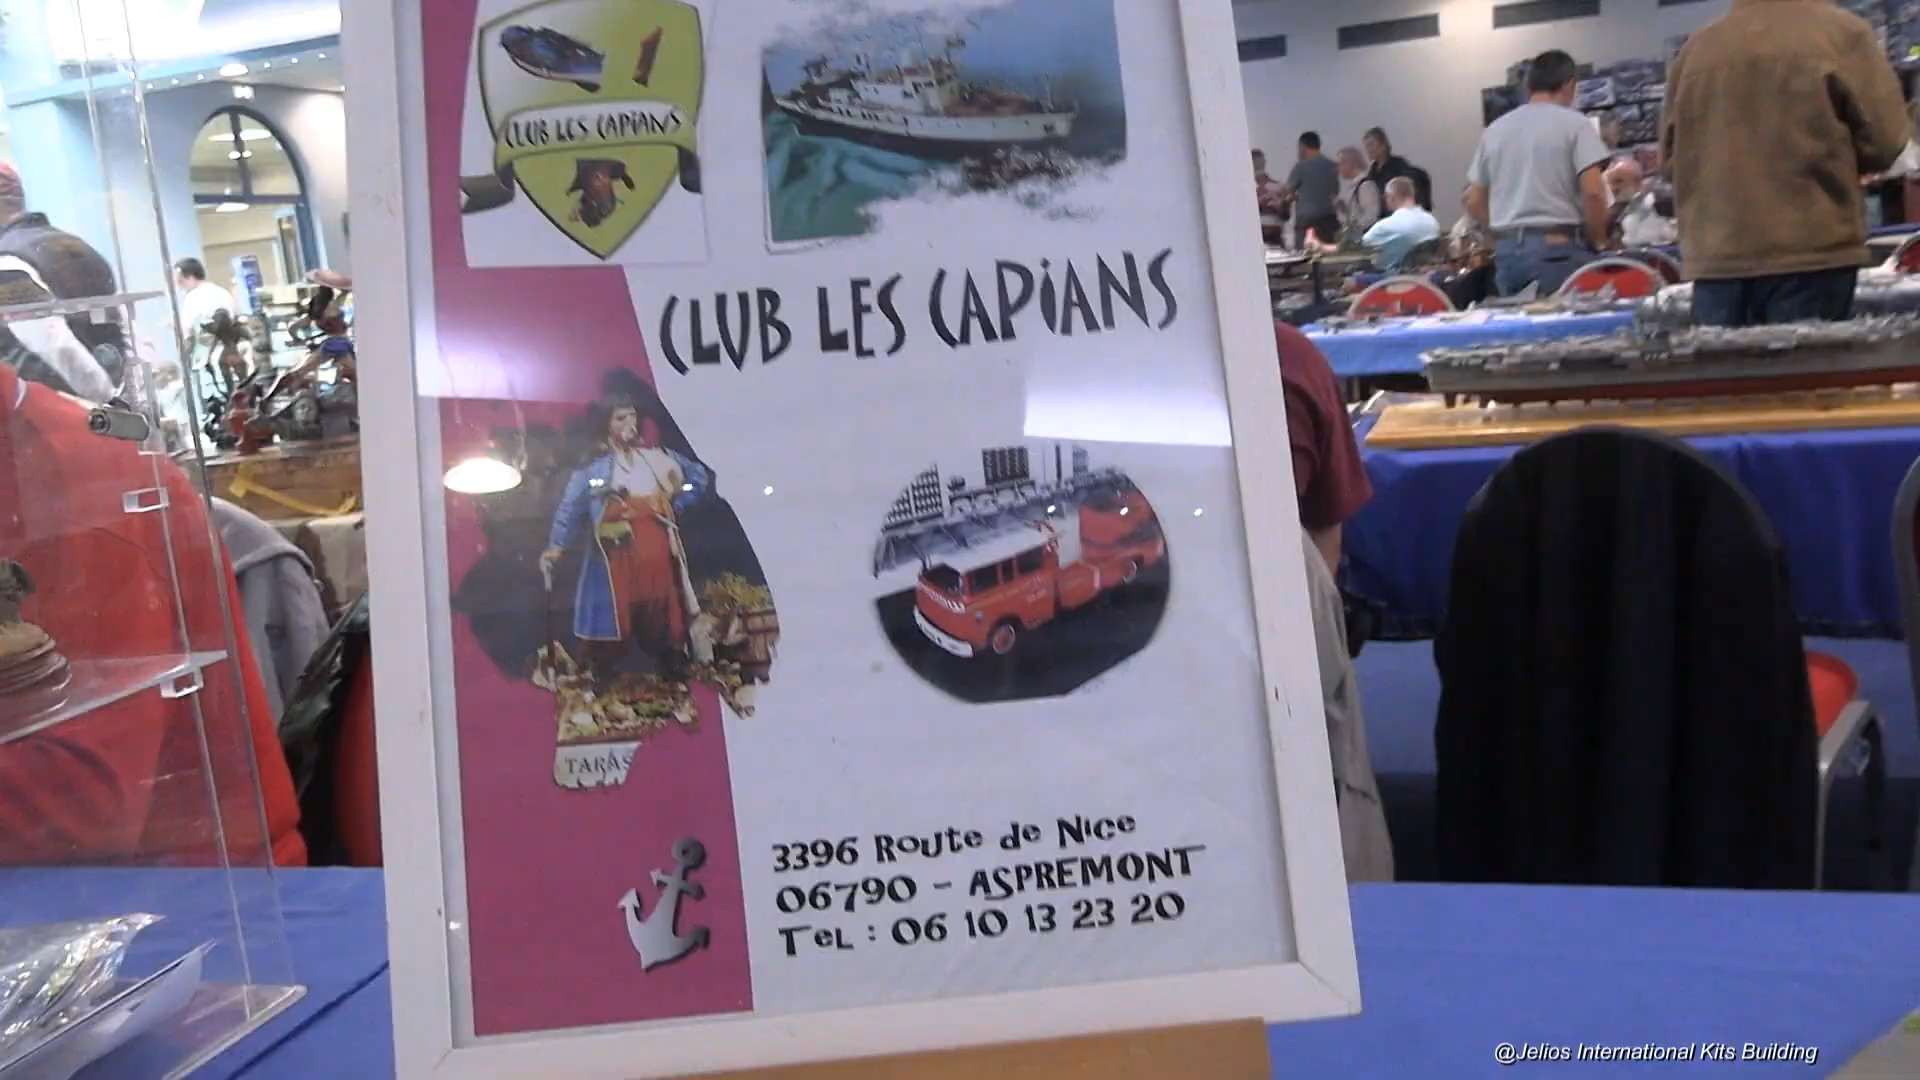 CLUB LES CAPIANS
CLUB LES CAPiANS
TARAS
3396 Route de Nice
06790 - ASPREMONT
Tel : 06 10 13 23 20
@Jelios International Kits Building